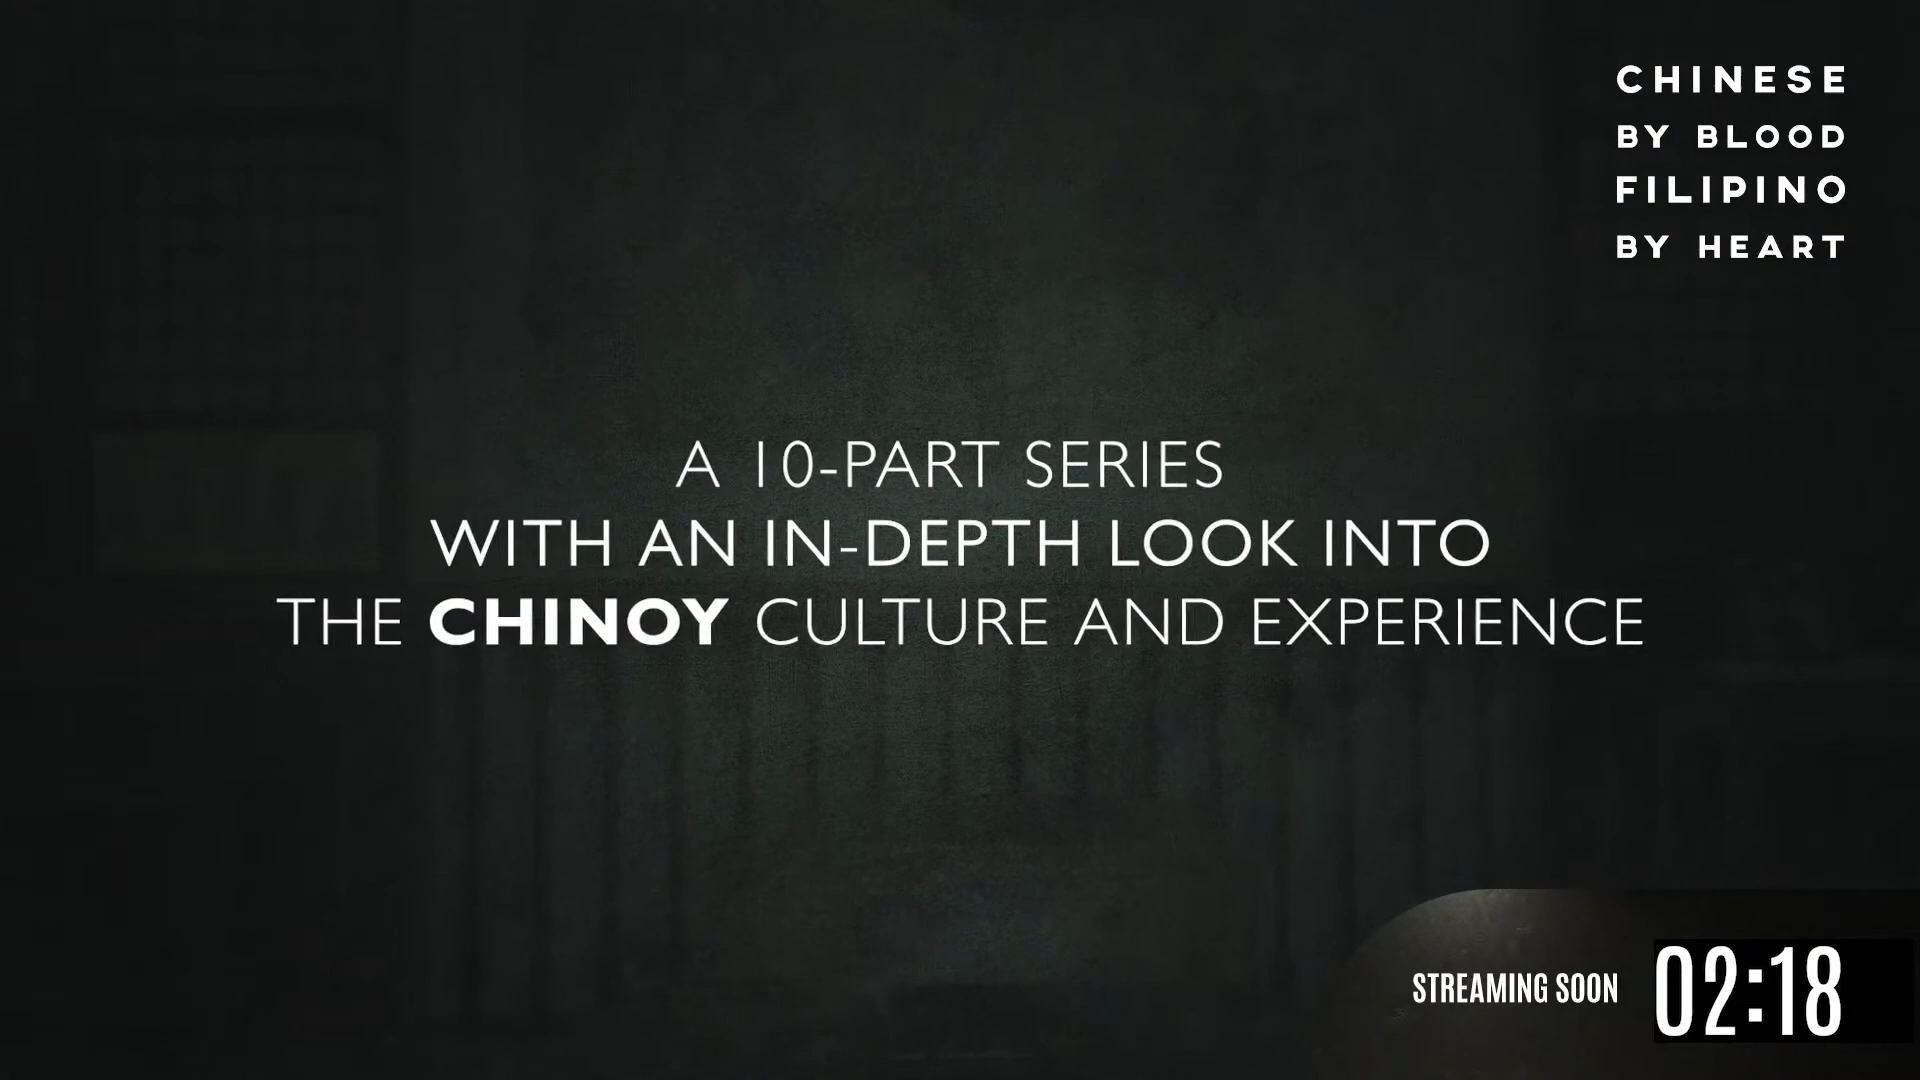 CHINESE
BY BLOOD
FILIPINO
BY HEART
A 10-PART SERIES
WITH AN IN-DEPTH LOOK INTO
THE CHINOY CULTURE AND EXPERIENCE
STREAMING SOON
02:18